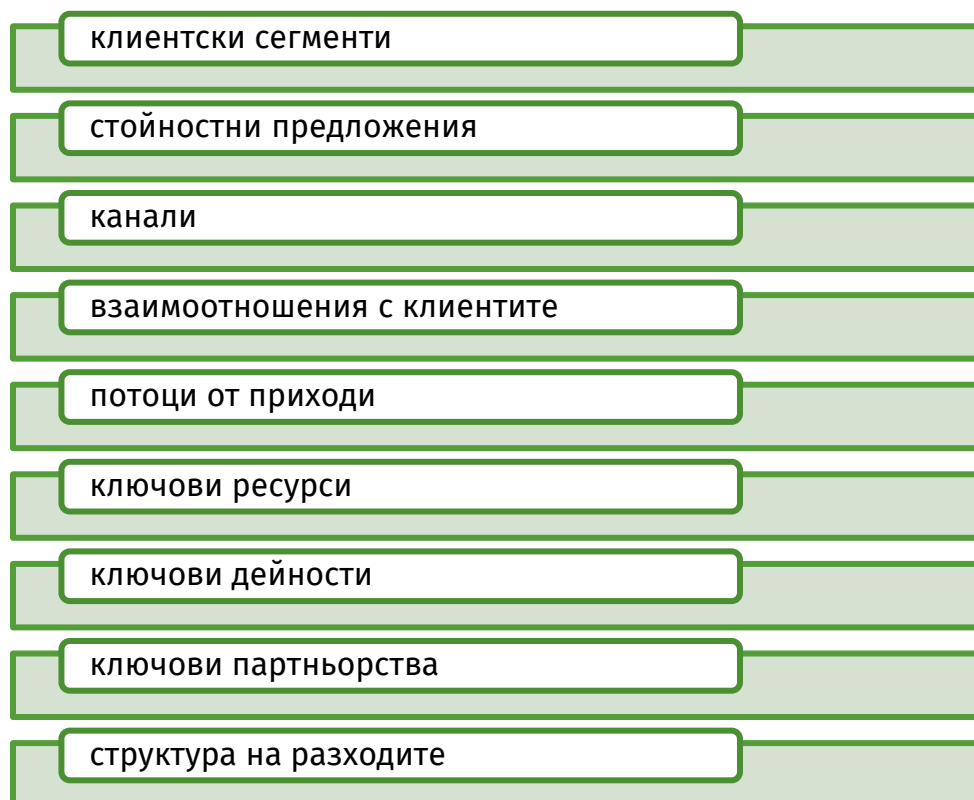 клиентски сегменти
стойностни предложения
канали
взаимоотношения с клиентите
потоци от приходи
ключови ресурси
ключови дейности
ключови партньорства
структура на разходите